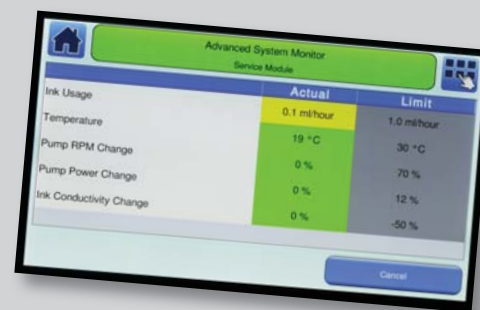 Advanced System Monitor
Service Module
Actual Limit
Ink Usage 0.1 ml/hour 1.0 ml/hour
Temperature 19 °C 30 °C
Pump RPM Change 0 % 70 %
Pump Power Change 0 % 12 %
Ink Conductivity Change 0 % -50 %
Cancel